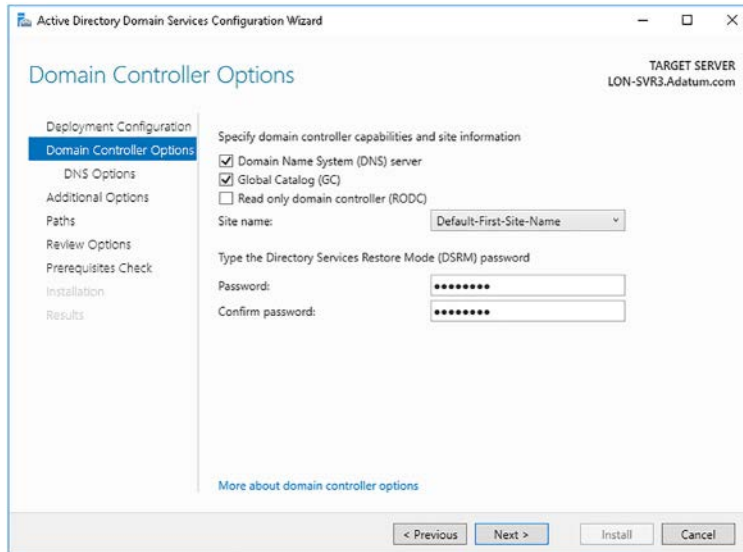 Active Directory Domain Services Configuration Wizard
Domain Controller Options
TARGET SERVER
LON-SVR3.Adatum.com
Deployment Configuration
Domain Controller Options
DNS Options
Additional Options
Paths
Review Options
Prerequisites Check
Installation
Results
Specify domain controller capabilities and site information
Domain Name System (DNS) server
Global Catalog (GC)
Read only domain controller (RODC)
Site name: Default-First-Site-Name
Type the Directory Services Restore Mode (DSRM) password
Password: ●●●●●●●●
Confirm password: ●●●●●●●●
More about domain controller options
< Previous Next > Install Cancel